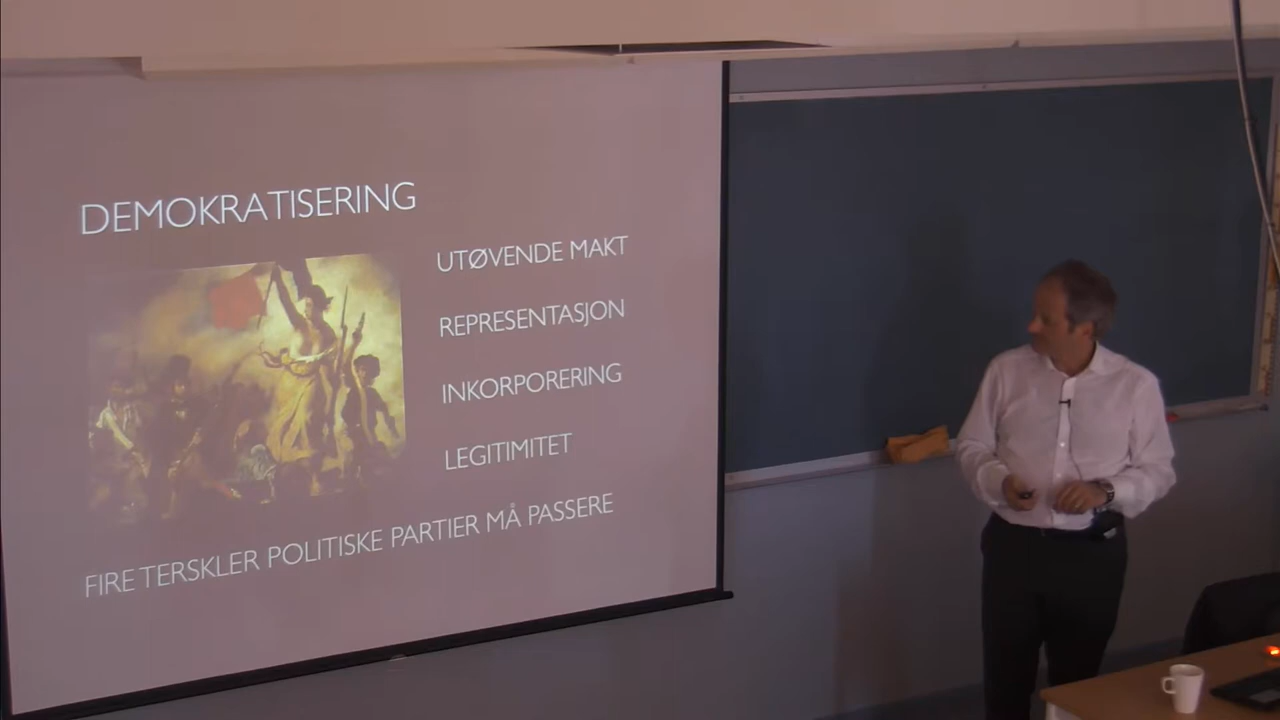 DEMOKRATISERING
UTØVENDE MAKT
REPRESENTASJON
INKORPORERING
LEGITIMITET
FIRE TERSKLER POLITISKE PARTIER MÅ PASSERE